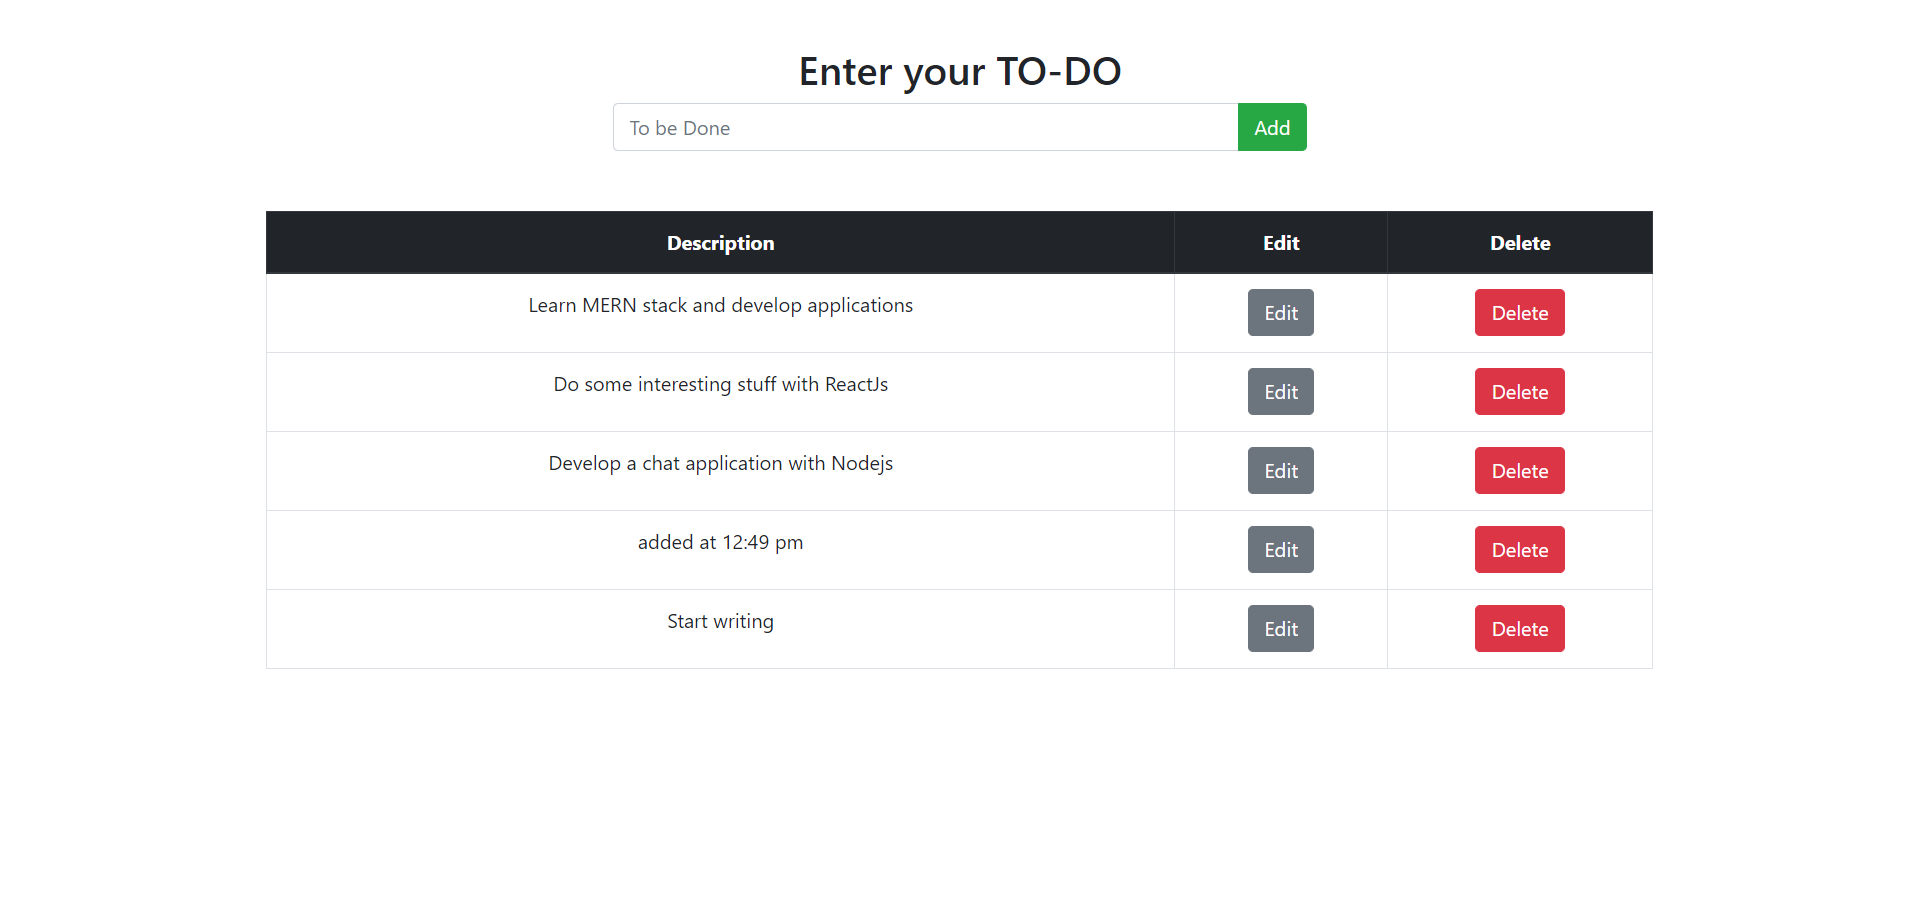 Enter your TO-DO
To be Done Add
Description Edit Delete
Learn MERN stack and develop applications Edit Delete
Do some interesting stuff with ReactJs Edit Delete
Develop a chat application with Nodejs Edit Delete
added at 12:49 pm Edit Delete
Start writing Edit Delete